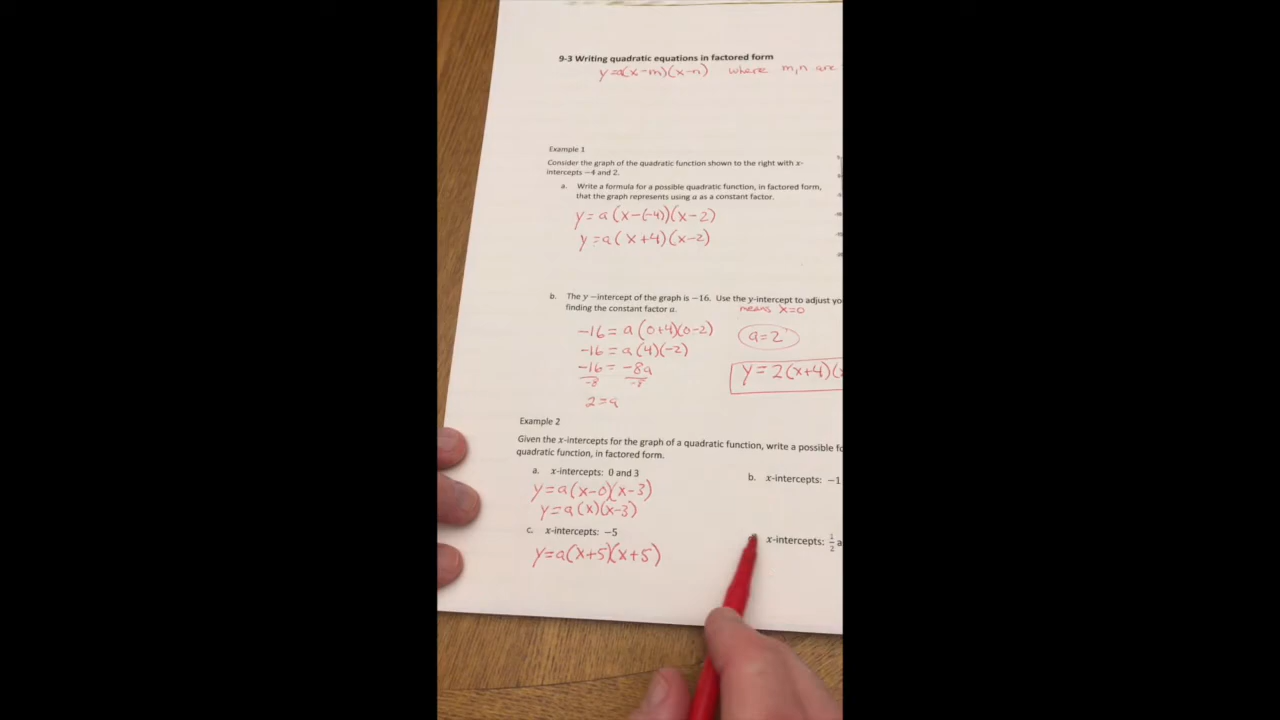 9-3 Writing quadratic equations in factored form
y = (x-m)(x-n) where m,n are
Example 1
Consider the graph of the quadratic function shown to the right with x-
intercepts −4 and 2.
a. Write a formula for a possible quadratic function, in factored form,
that the graph represents using a as a constant factor.
y = a (x-(-4))(x-2)
y = a (x+4)(x-2)
b. The y −intercept of the graph is −16. Use the y-intercept to adjust yo
finding the constant factor a.
means x=0
-16 = a (0+4)(0-2)
a = 2
-16 = a (4)(-2)
-16 = -8a
-8 -8
y = 2(x+4)(
2 = a
Example 2
Given the x-intercepts for the graph of a quadratic function, write a possible fo
quadratic function, in factored form.
a. x-intercepts: 0 and 3
b. x-intercepts: −1
y = a(x-0)(x-3)
y = a (x)(x-3)
c. x-intercepts: −5
x-intercepts: 1/2 a
y=a(x+5)(x+5)